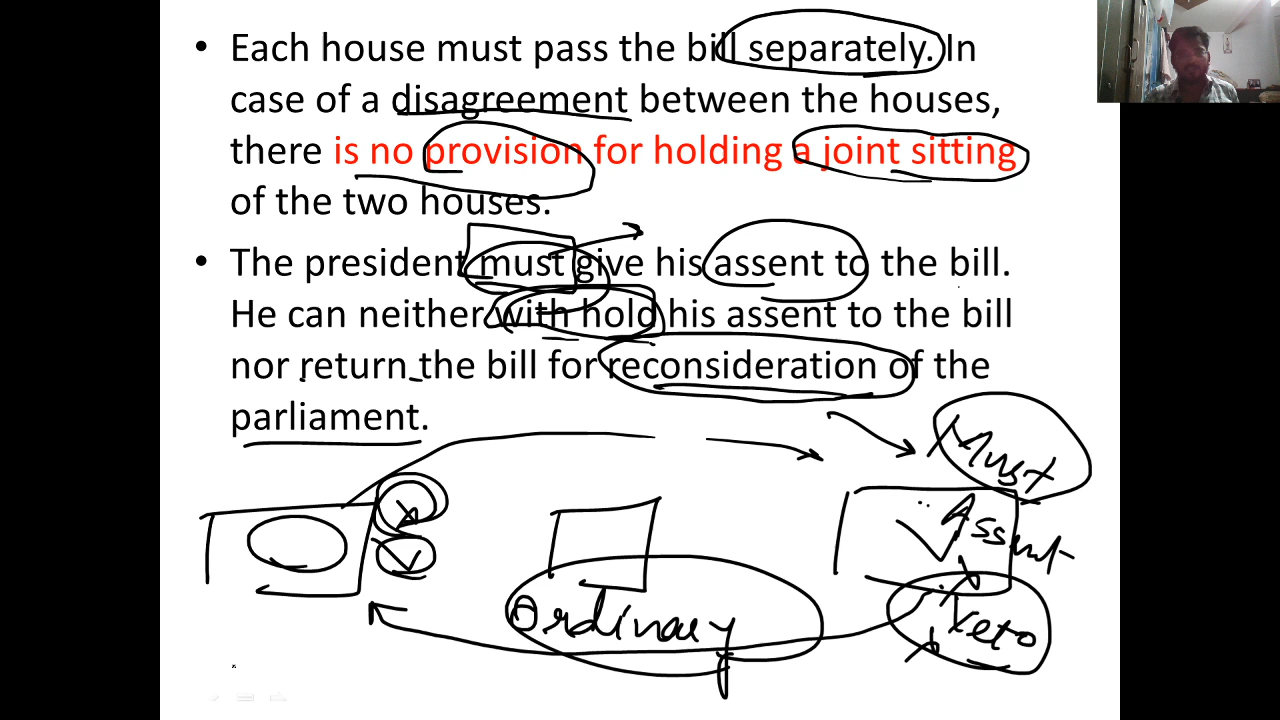 • Each house must pass the bill separately. In
case of a disagreement between the houses,
there is no provision for holding a joint sitting
of the two houses.
• The president must give his assent to the bill.
He can neither with hold his assent to the bill
nor return the bill for reconsideration of the
parliament.
Must
Assent
Ordinary
Veto